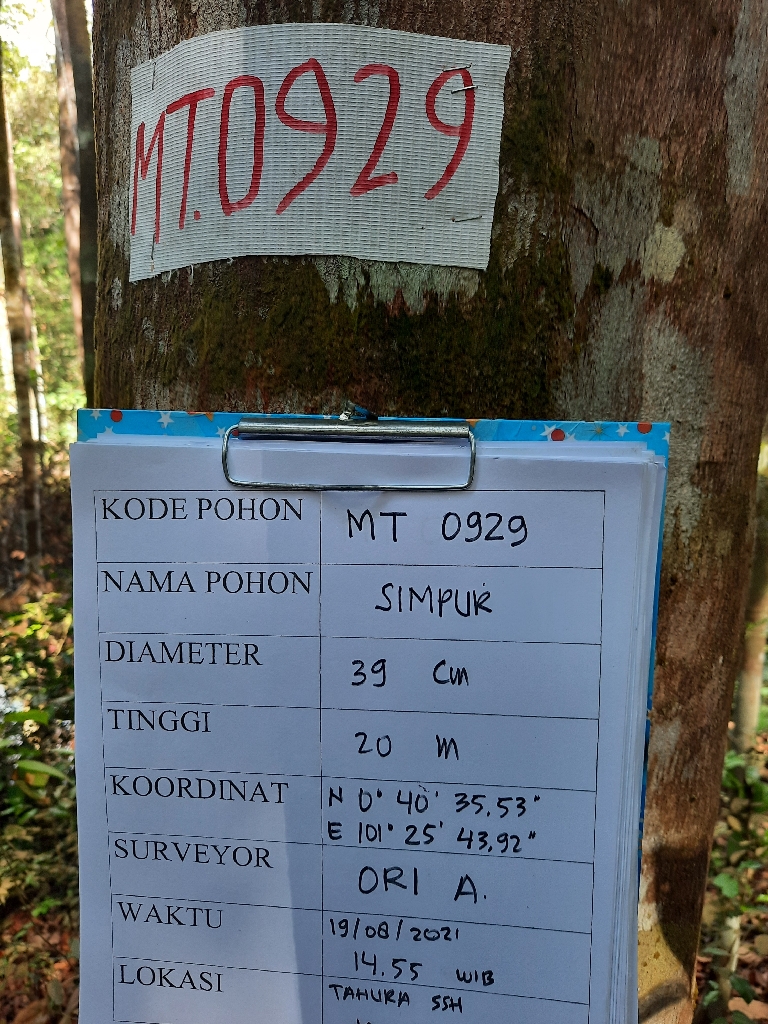 MT.0929
KODE POHON MT 0929
NAMA POHON SIMPUR
DIAMETER 39 Cm
TINGGI 20 m
KOORDINAT N 0° 40' 35,53"
E 101° 25' 43,92"
SURVEYOR ORI A.
WAKTU 19/08/2021
14.55 WIB
LOKASI TAHURA SSH